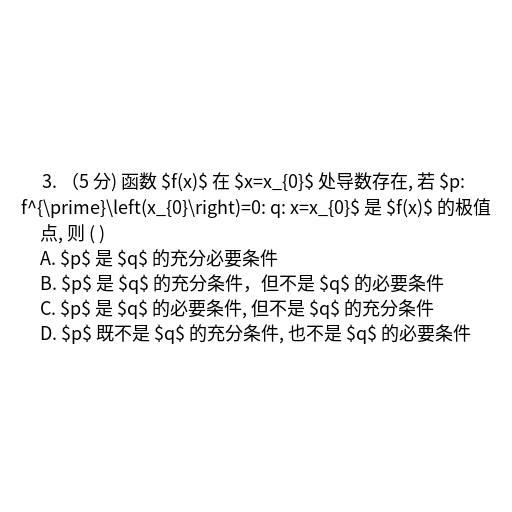 3. （5 分) 函数 $f(x)$ 在 $x=x_{0}$ 处导数存在, 若 $p:
f^{\prime}\left(x_{0}\right)=0: q: x=x_{0}$ 是 $f(x)$ 的极值
点, 则 ( )
A. $p$ 是 $q$ 的充分必要条件
B. $p$ 是 $q$ 的充分条件，但不是 $q$ 的必要条件
C. $p$ 是 $q$ 的必要条件, 但不是 $q$ 的充分条件
D. $p$ 既不是 $q$ 的充分条件, 也不是 $q$ 的必要条件